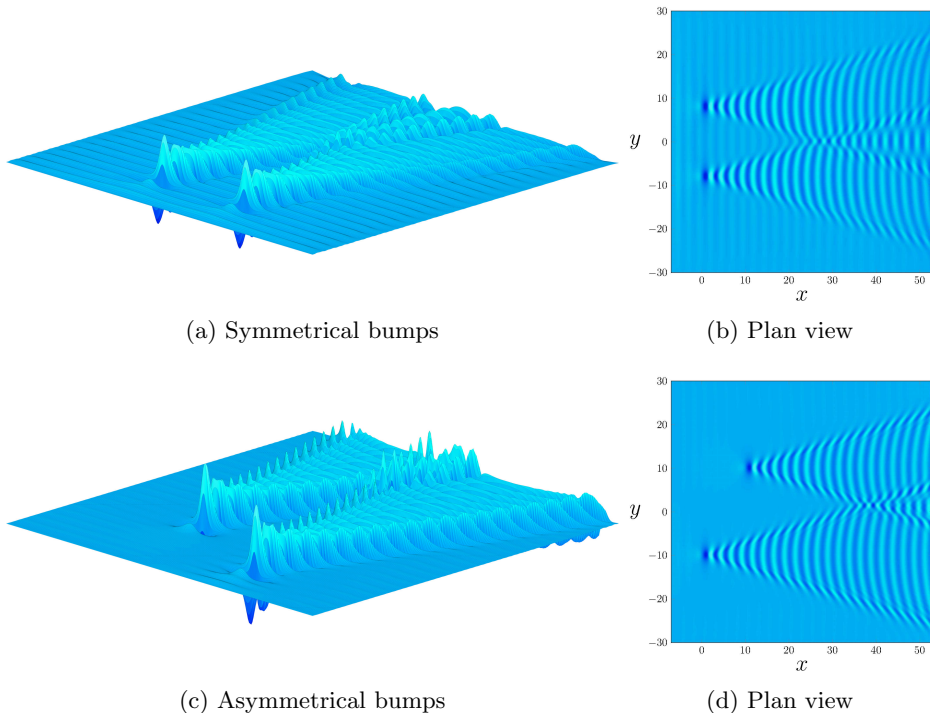 30
20
10
y
0
−10
−20
−30
0 10 20 30 40 50
x
(a) Symmetrical bumps
(b) Plan view
30
20
10
y
0
−10
−20
−30
0 10 20 30 40 50
x
(c) Asymmetrical bumps
(d) Plan view